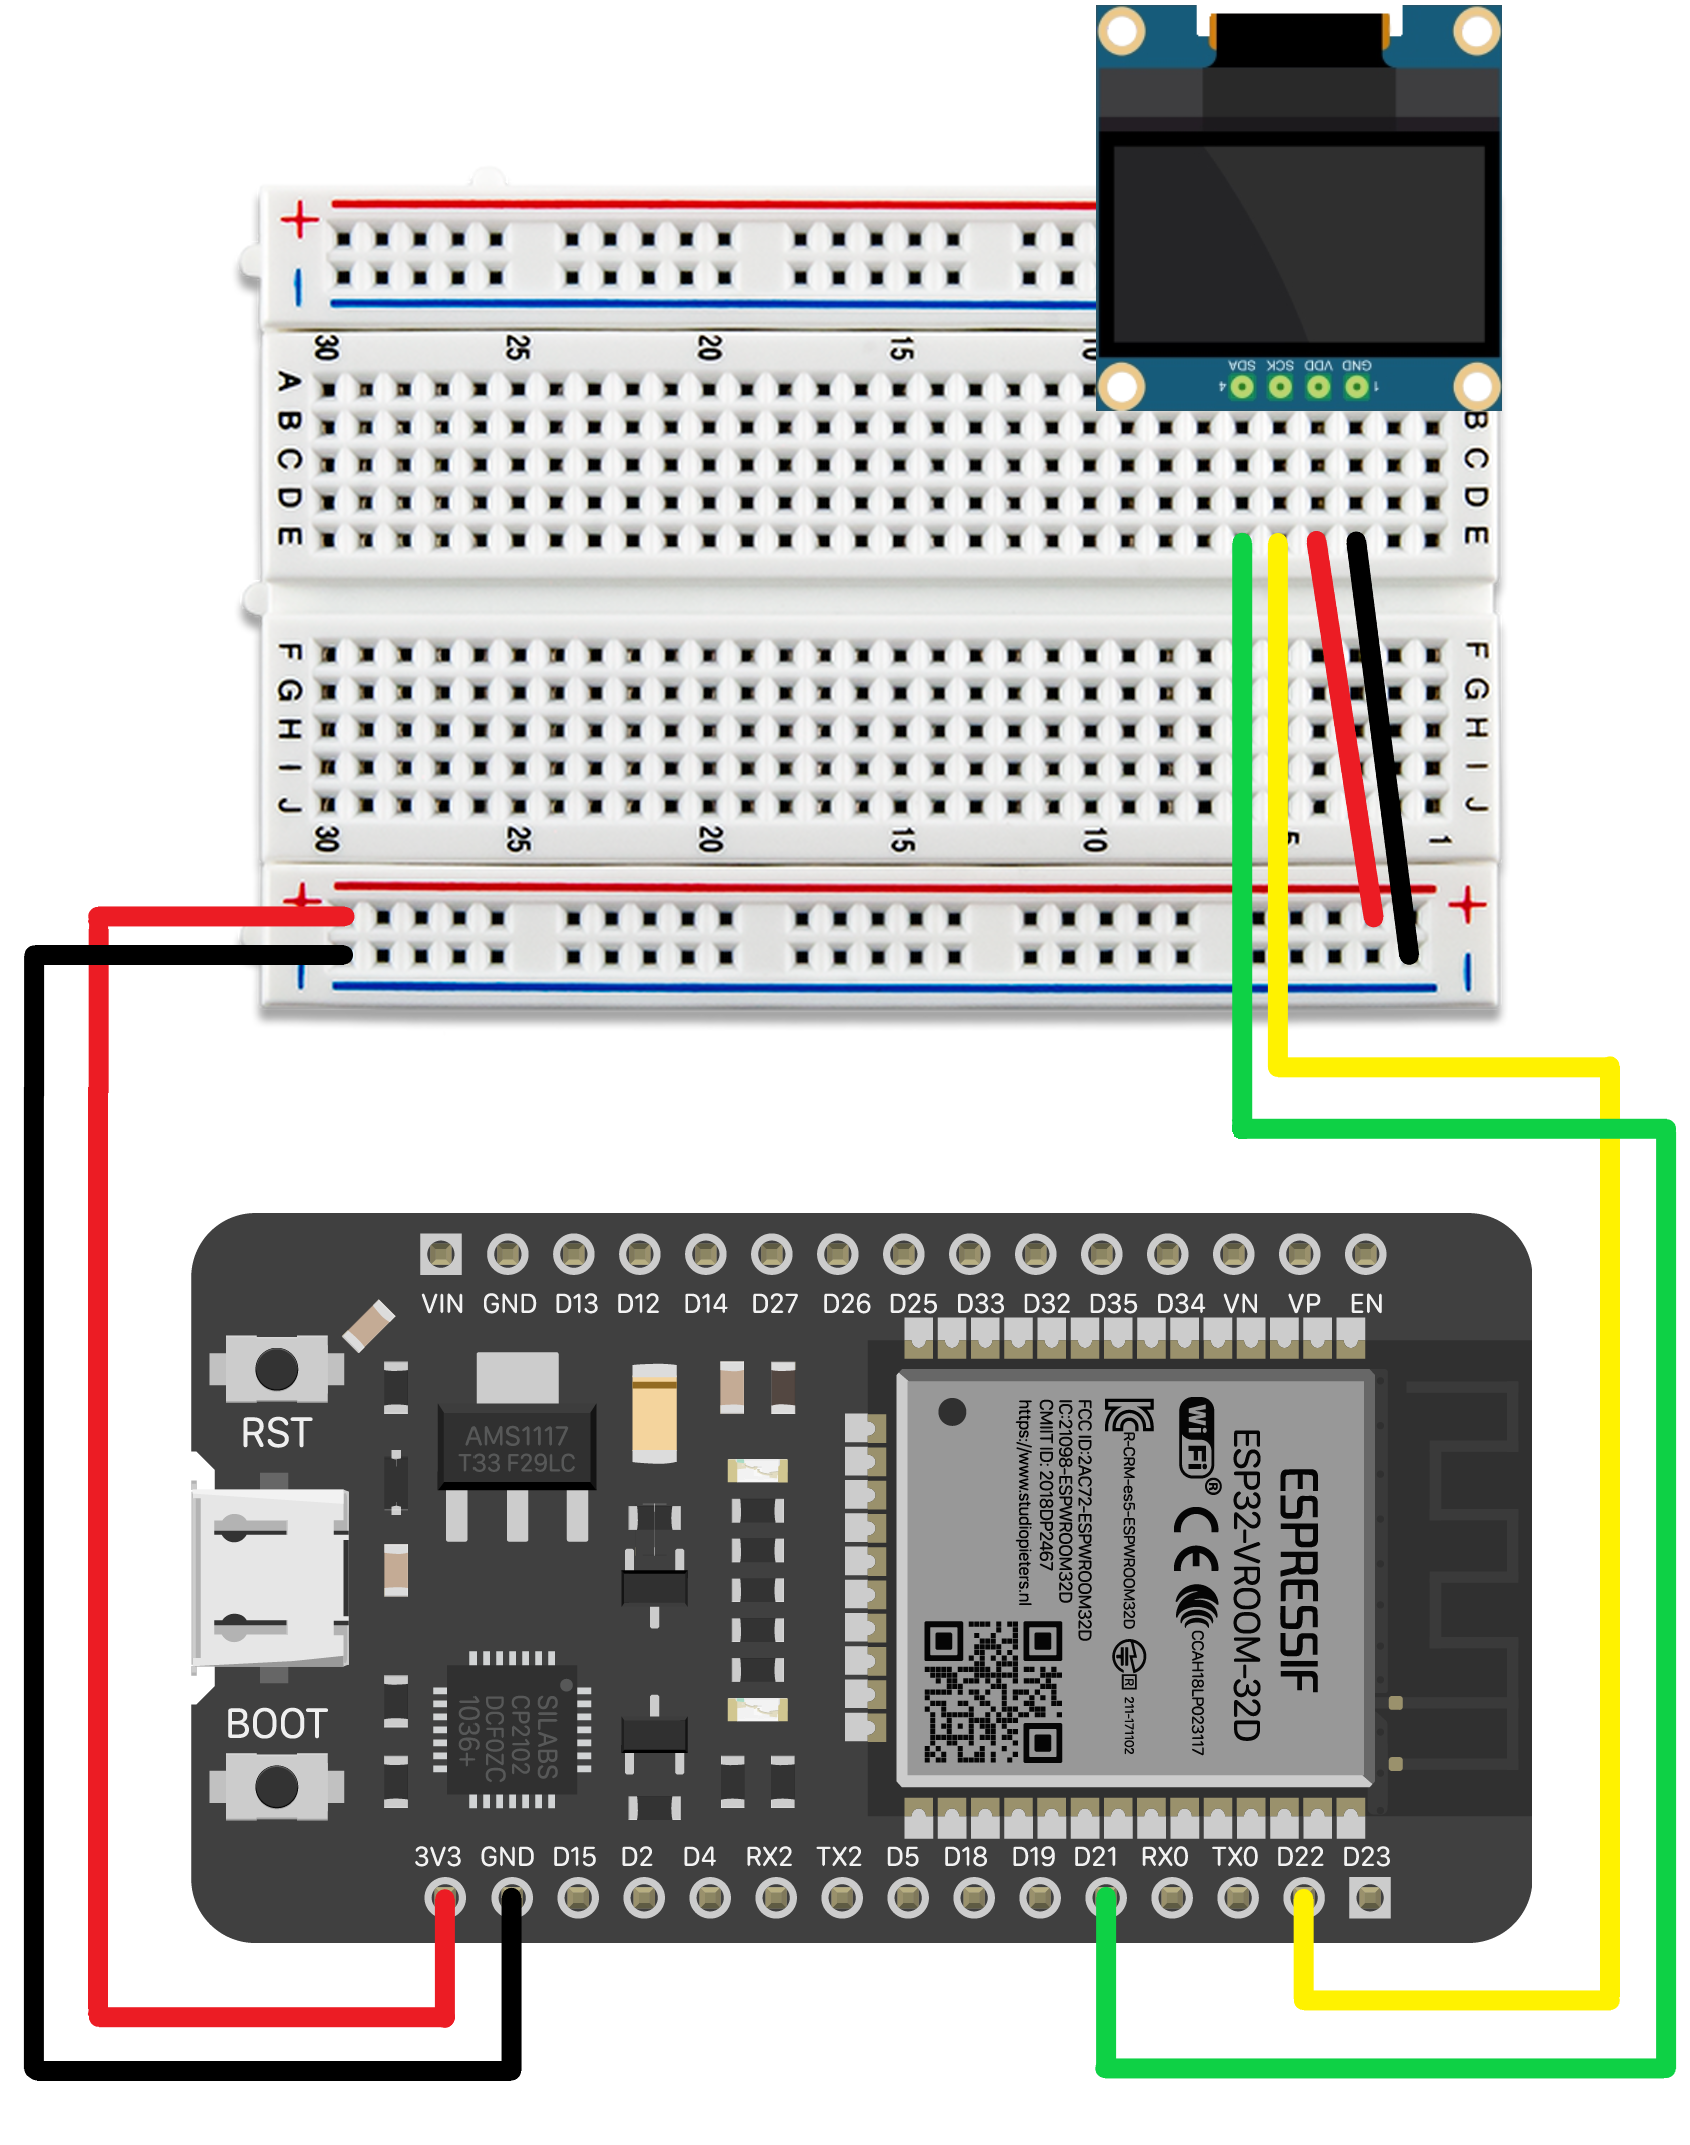 SDA SCK VDD GND
4 1
+
−
30 25 20 15 10
A
B B
C C
D D
E E
F F
G G
H H
I I
J J
30 25 20 15 10 5 1
+ +
− −
VIN GND D13 D12 D14 D27 D26 D25 D33 D32 D35 D34 VN VP EN
RST
AMS1117
T33 F29LC
BOOT
SILABS
CP2102
DCF0ZC
1036+
ESPRESSIF
ESP32-VROOM-32D
WiFi®
CE
CCAH18LP023117
R-CRM-es5-ESPWROOM32D
R 211-171102
FCC ID:2AC72-ESPWROOM32D
IC:21098-ESPWROOM32D
CMIIT ID: 2018DP2467
https://www.studiopieters.nl
3V3 GND D15 D2 D4 RX2 TX2 D5 D18 D19 D21 RX0 TX0 D22 D23